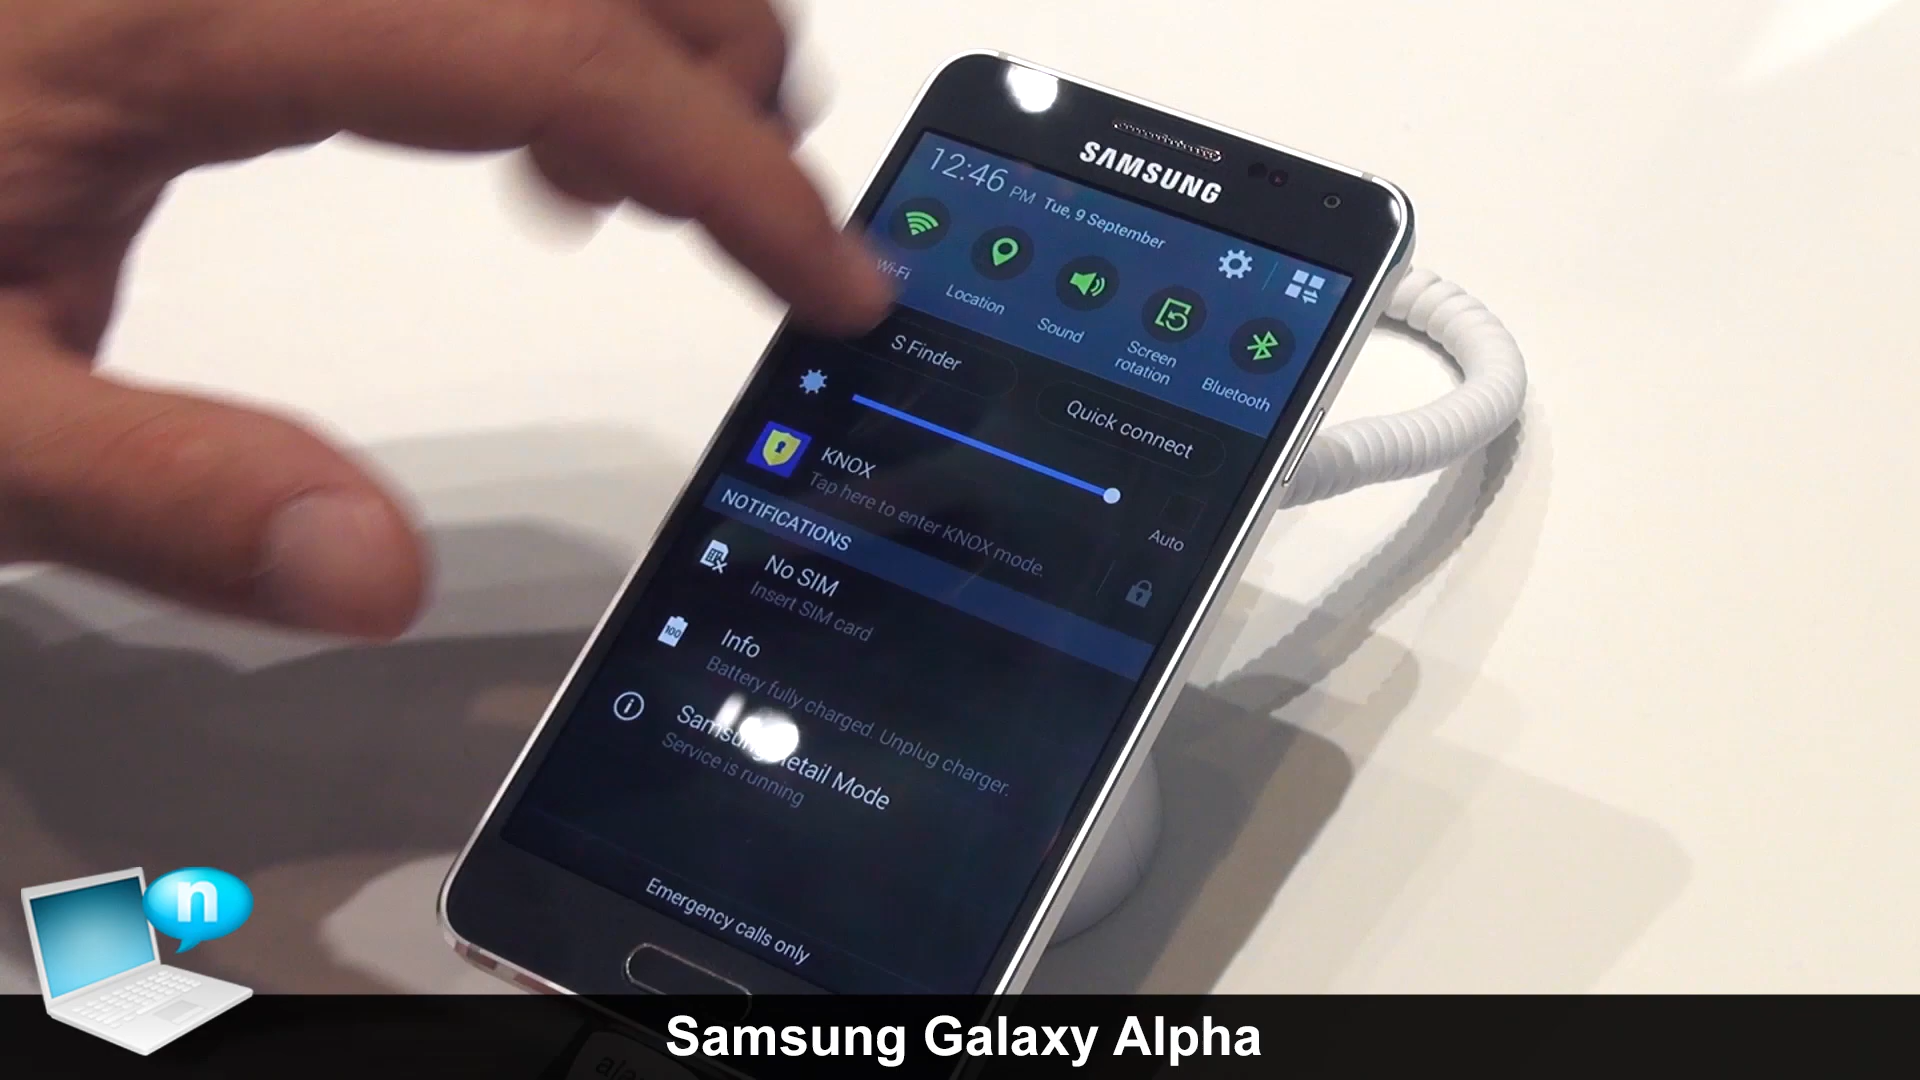 SAMSUNG
12:46 PM Tue, 9 September
Wi-Fi
Location
Sound
Screen
rotation
Bluetooth
S Finder
Quick connect
Auto
KNOX
Tap here to enter KNOX mode.
NOTIFICATIONS
No SIM
Insert SIM card
100
Info
Battery fully charged. Unplug charger.
Samsung Retail Mode
Service is running
Emergency calls only
n
Samsung Galaxy Alpha